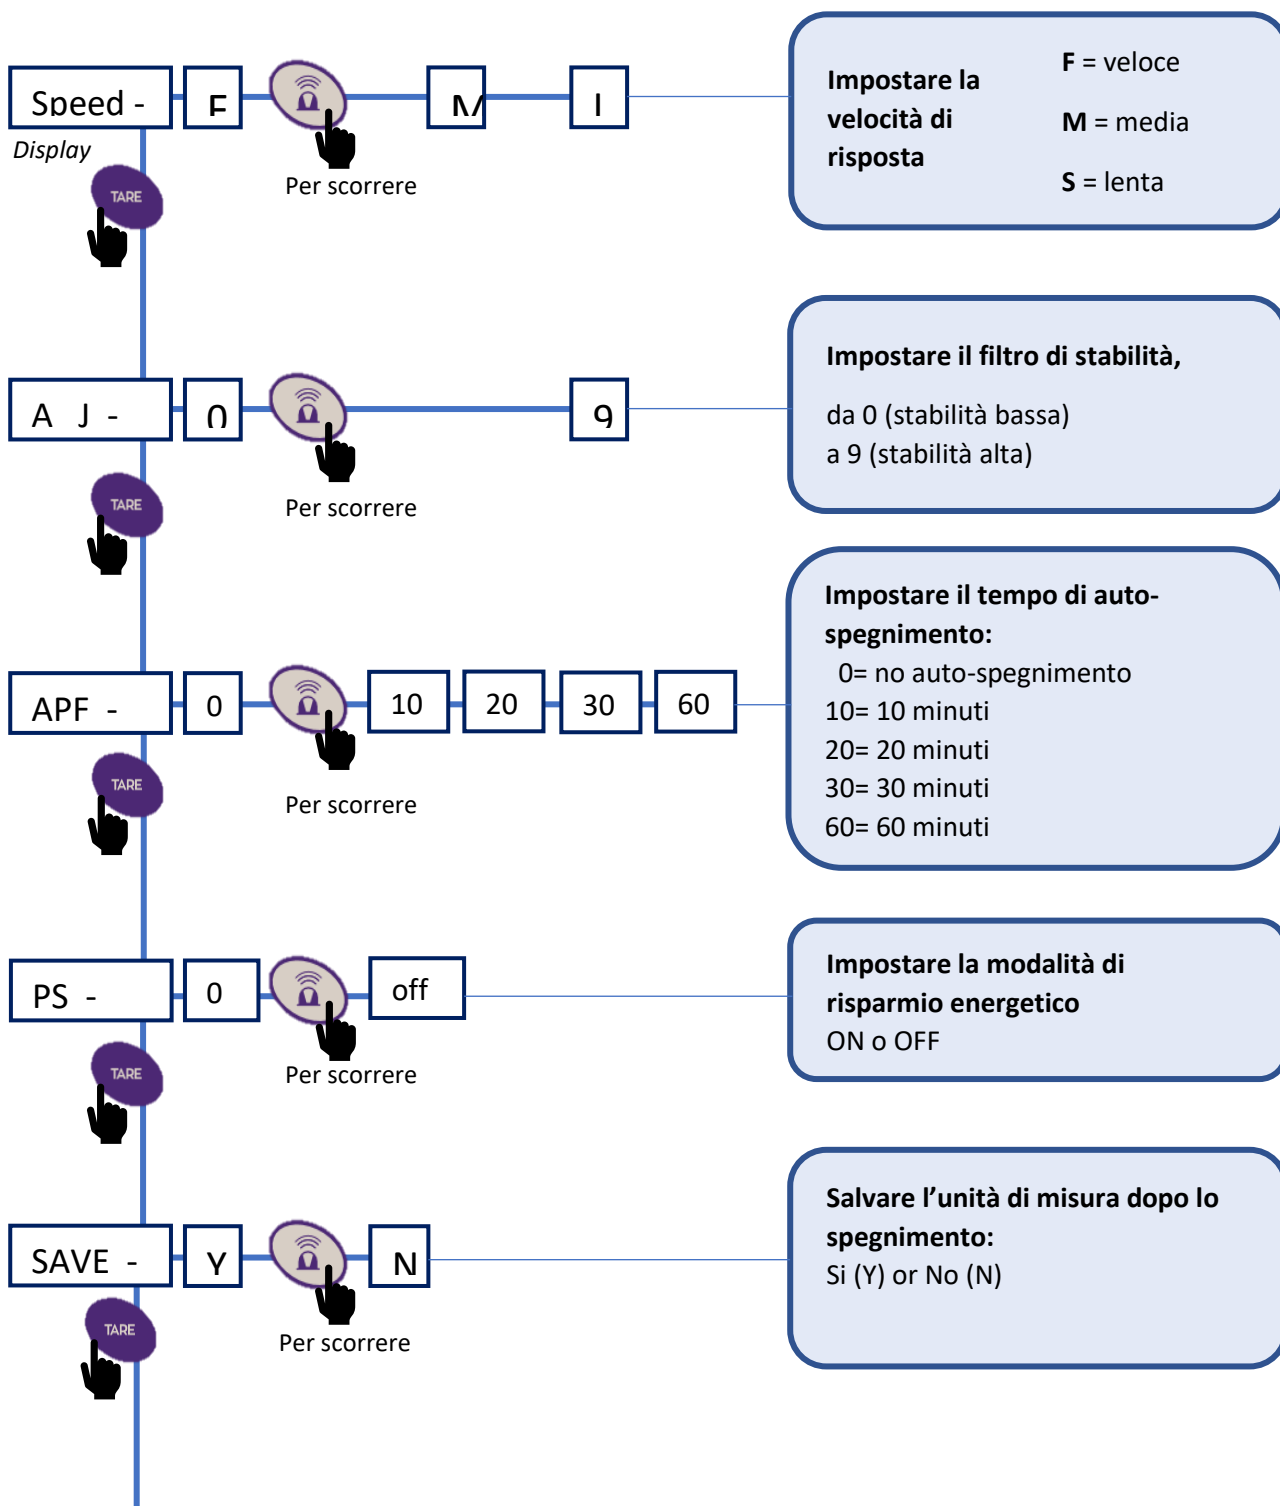 Speed -
F
M
Display
TARE
Per scorrere
Impostare la
velocità di
risposta
F = veloce
M = media
S = lenta
A J -
0
9
TARE
Per scorrere
Impostare il filtro di stabilità,
da 0 (stabilità bassa)
a 9 (stabilità alta)
APF -
0
10
20
30
60
TARE
Per scorrere
Impostare il tempo di auto-
spegnimento:
0= no auto-spegnimento
10= 10 minuti
20= 20 minuti
30= 30 minuti
60= 60 minuti
PS -
0
off
TARE
Per scorrere
Impostare la modalità di
risparmio energetico
ON o OFF
SAVE -
Y
N
TARE
Per scorrere
Salvare l’unità di misura dopo lo
spegnimento:
Si (Y) or No (N)